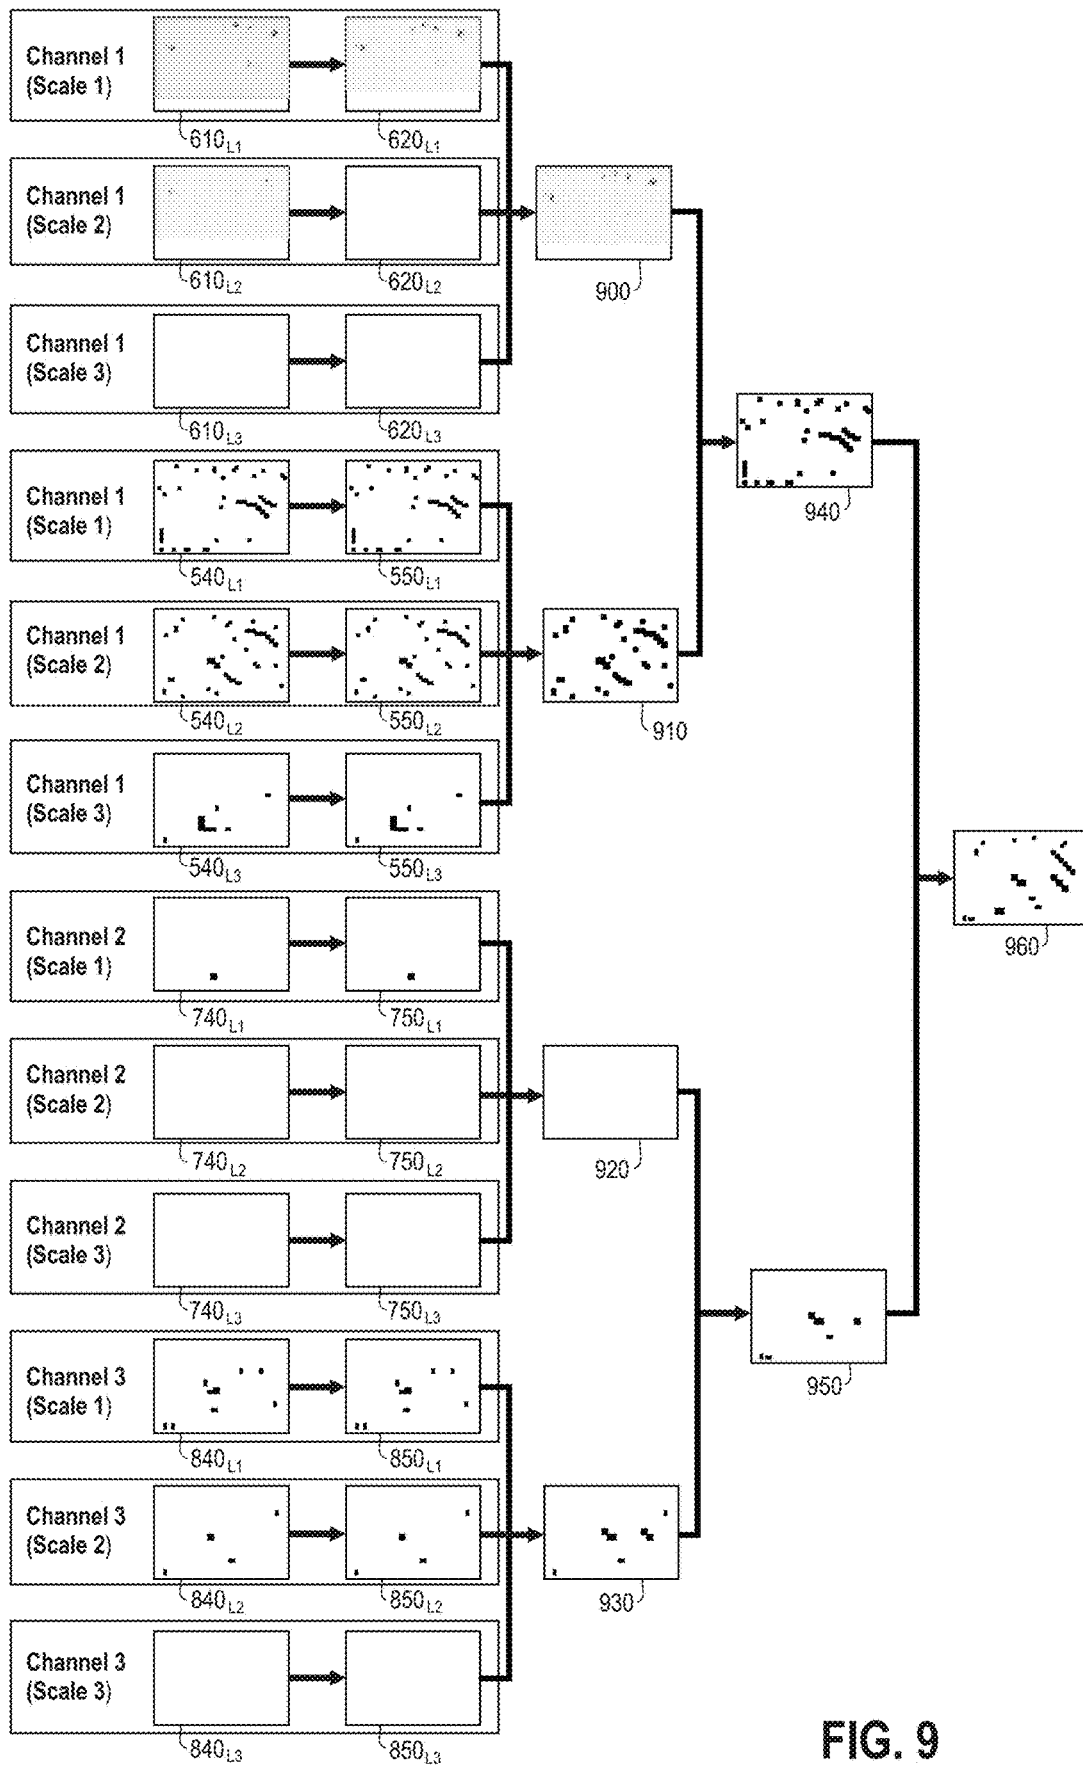 Channel 1
(Scale 1)
610L1
620L1
Channel 1
(Scale 2)
610L2
620L2
900
Channel 1
(Scale 3)
610L3
620L3
940
Channel 1
(Scale 1)
540L1
550L1
Channel 1
(Scale 2)
540L2
550L2
910
Channel 1
(Scale 3)
540L3
550L3
960
Channel 2
(Scale 1)
740L1
750L1
Channel 2
(Scale 2)
740L2
750L2
920
Channel 2
(Scale 3)
740L3
750L3
950
Channel 3
(Scale 1)
840L1
850L1
Channel 3
(Scale 2)
840L2
850L2
930
Channel 3
(Scale 3)
840L3
850L3
FIG. 9